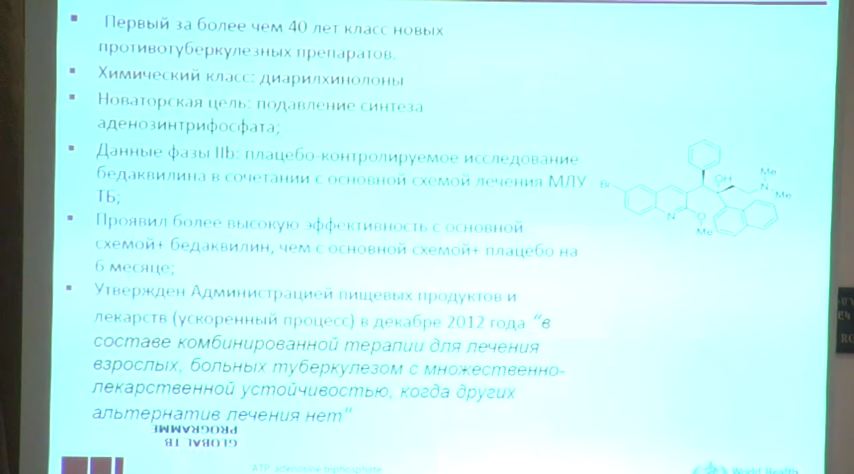 Первый за более чем 40 лет класс новых
противотуберкулезных препаратов.
Химический класс: диарилхинолоны
Новаторская цель: подавление синтеза
аденозинтрифосфата;
Данные фазы IIb: плацебо-контролируемое исследование
бедаквилина в сочетании с основной схемой лечения МЛУ
ТБ;
Проявил более высокую эффективность с основной
схемой+ бедаквилин, чем с основной схемой+ плацебо на
6 месяце;
Утвержден Администрацией пищевых продуктов и
лекарств (ускоренный процесс) в декабре 2012 года "в
составе комбинированной терапии для лечения
взрослых, больных туберкулезом с множественно-
лекарственной устойчивостью, когда других
альтернатив лечения нет"
Br
N
O
Me
OH
N
Me
Me
GLOBAL TB
PROGRAMME
ATP adenosine triphosphate
World Health